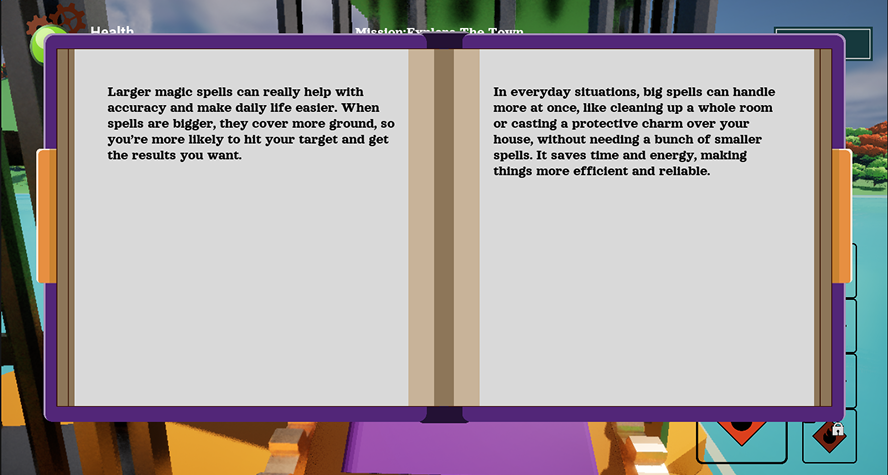 Health
Mission:Explore The Town
Larger magic spells can really help with
accuracy and make daily life easier. When
spells are bigger, they cover more ground, so
you're more likely to hit your target and get
the results you want.
In everyday situations, big spells can handle
more at once, like cleaning up a whole room
or casting a protective charm over your
house, without needing a bunch of smaller
spells. It saves time and energy, making
things more efficient and reliable.